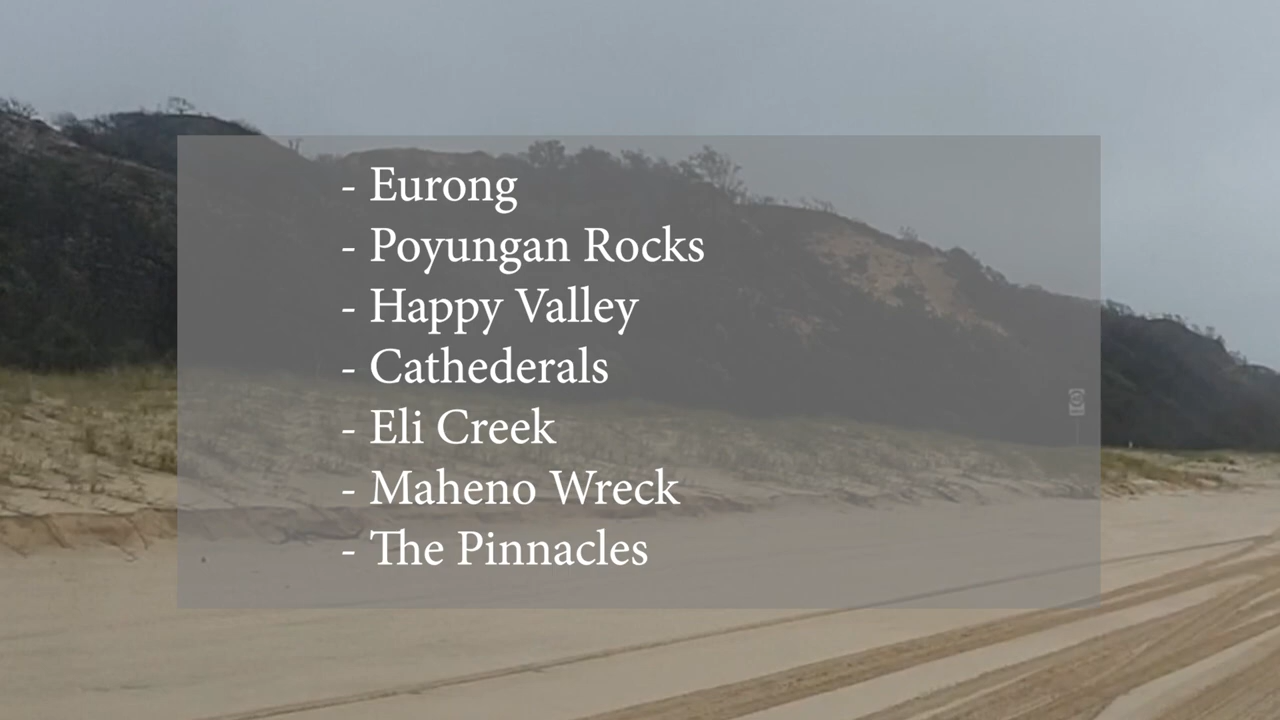 - Eurong
- Poyungan Rocks
- Happy Valley
- Cathederals
- Eli Creek
- Maheno Wreck
- The Pinnacles